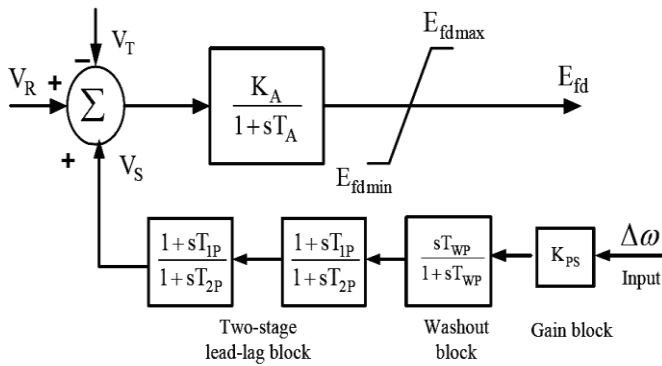 V_T
E_fdmax
V_R
+
−
Σ
K_A
1+sT_A
E_fd
+
V_S
E_fdmin
1+sT_1P
1+sT_2P
1+sT_1P
1+sT_2P
sT_WP
1+sT_WP
K_PS
Δω
Input
Two-stage
lead-lag block
Washout
block
Gain block